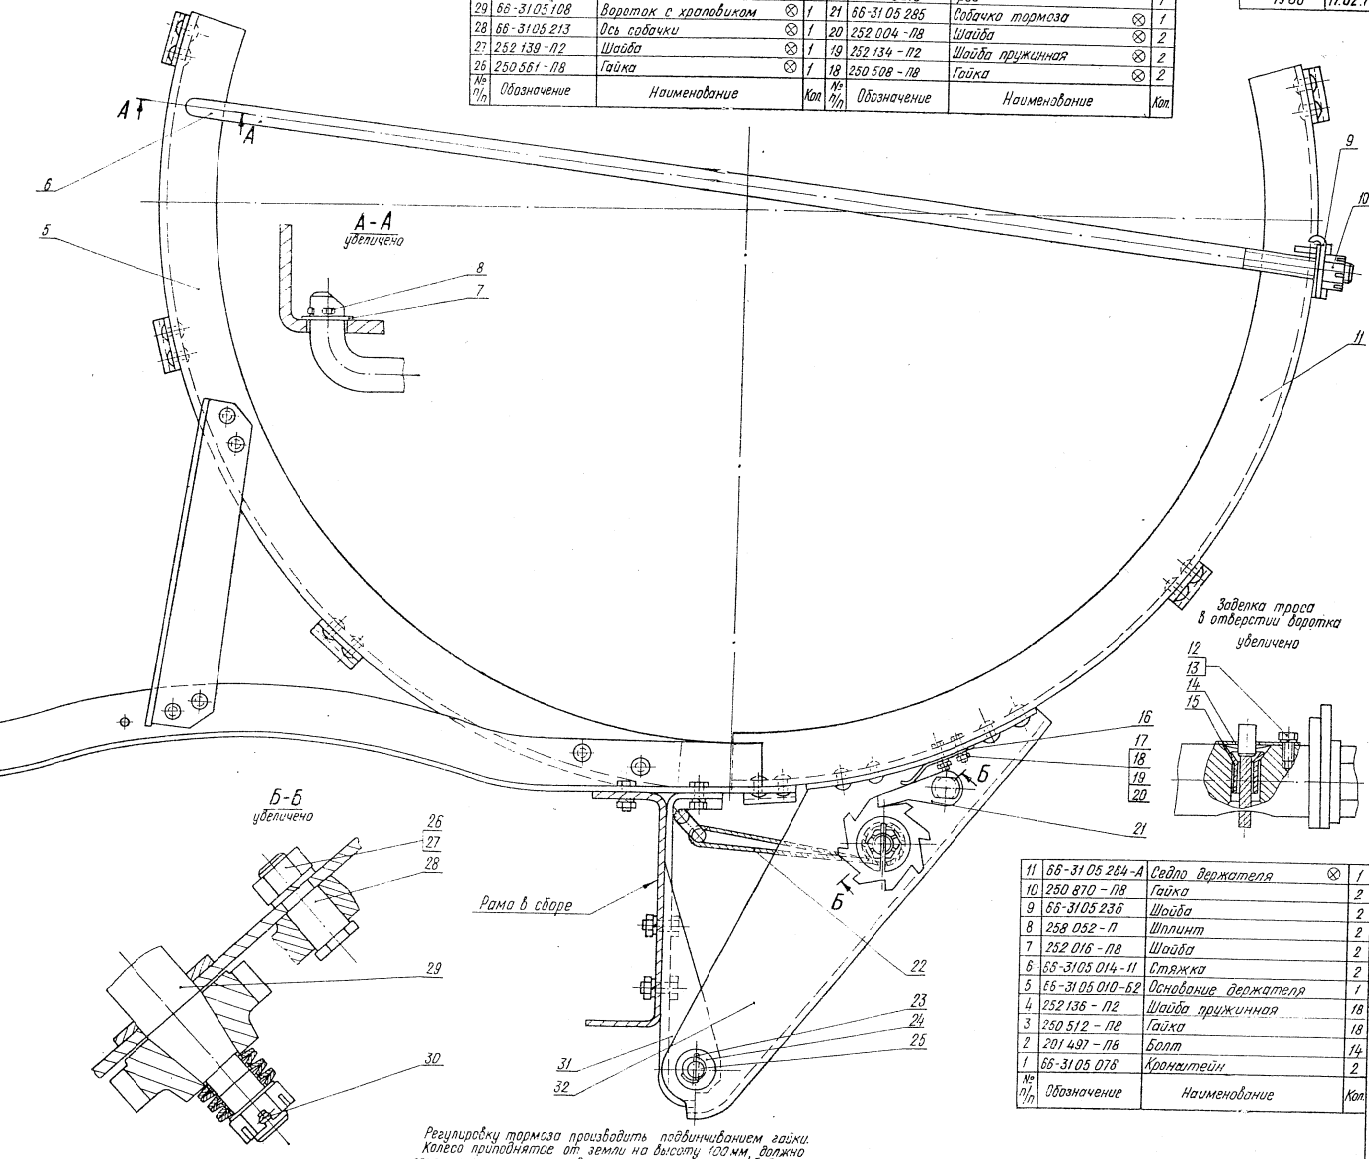 29 66-3105108 Вороток с храповиком ⊗ 1 21 66-3105285 Собачка тормоза ⊗ 1
28 66-3105213 Ось собачки ⊗ 1 20 252004-П8 Шайба ⊗ 2
27 252139-П2 Шайба ⊗ 1 19 252134-П2 Шайба пружинная ⊗ 2
26 250561-П8 Гайка ⊗ 1 18 250508-П8 Гайка ⊗ 2
№ п/п Обозначение Наименование Кол. № п/п Обозначение Наименование Кол.
А
А
6
5
А-А
увеличено
8
7
9
10
11
Заделка троса
в отверстии воротка
увеличено
12
13
14
15
16
17
18
19
20
21
Б
Б
Б-Б
увеличено
26
27
28
29
30
Рама в сборе
22
23
24
25
31
32
11 66-3105284-А Седло держателя ⊗ 1
10 250870-П8 Гайка 2
9 66-3105236 Шайба 2
8 258052-П Шплинт 2
7 252016-П8 Шайба 2
6 66-3105014-11 Стяжка 2
5 66-3105010-62 Основание держателя 1
4 252136-П2 Шайба пружинная 18
3 250512-П8 Гайка 18
2 201497-П8 Болт 14
1 66-3105076 Кронштейн 2
№ п/п Обозначение Наименование Кол.
Регулировку тормоза производить подвинчиванием гайки.
Колесо приподнятое от земли на высоту 100мм, должно